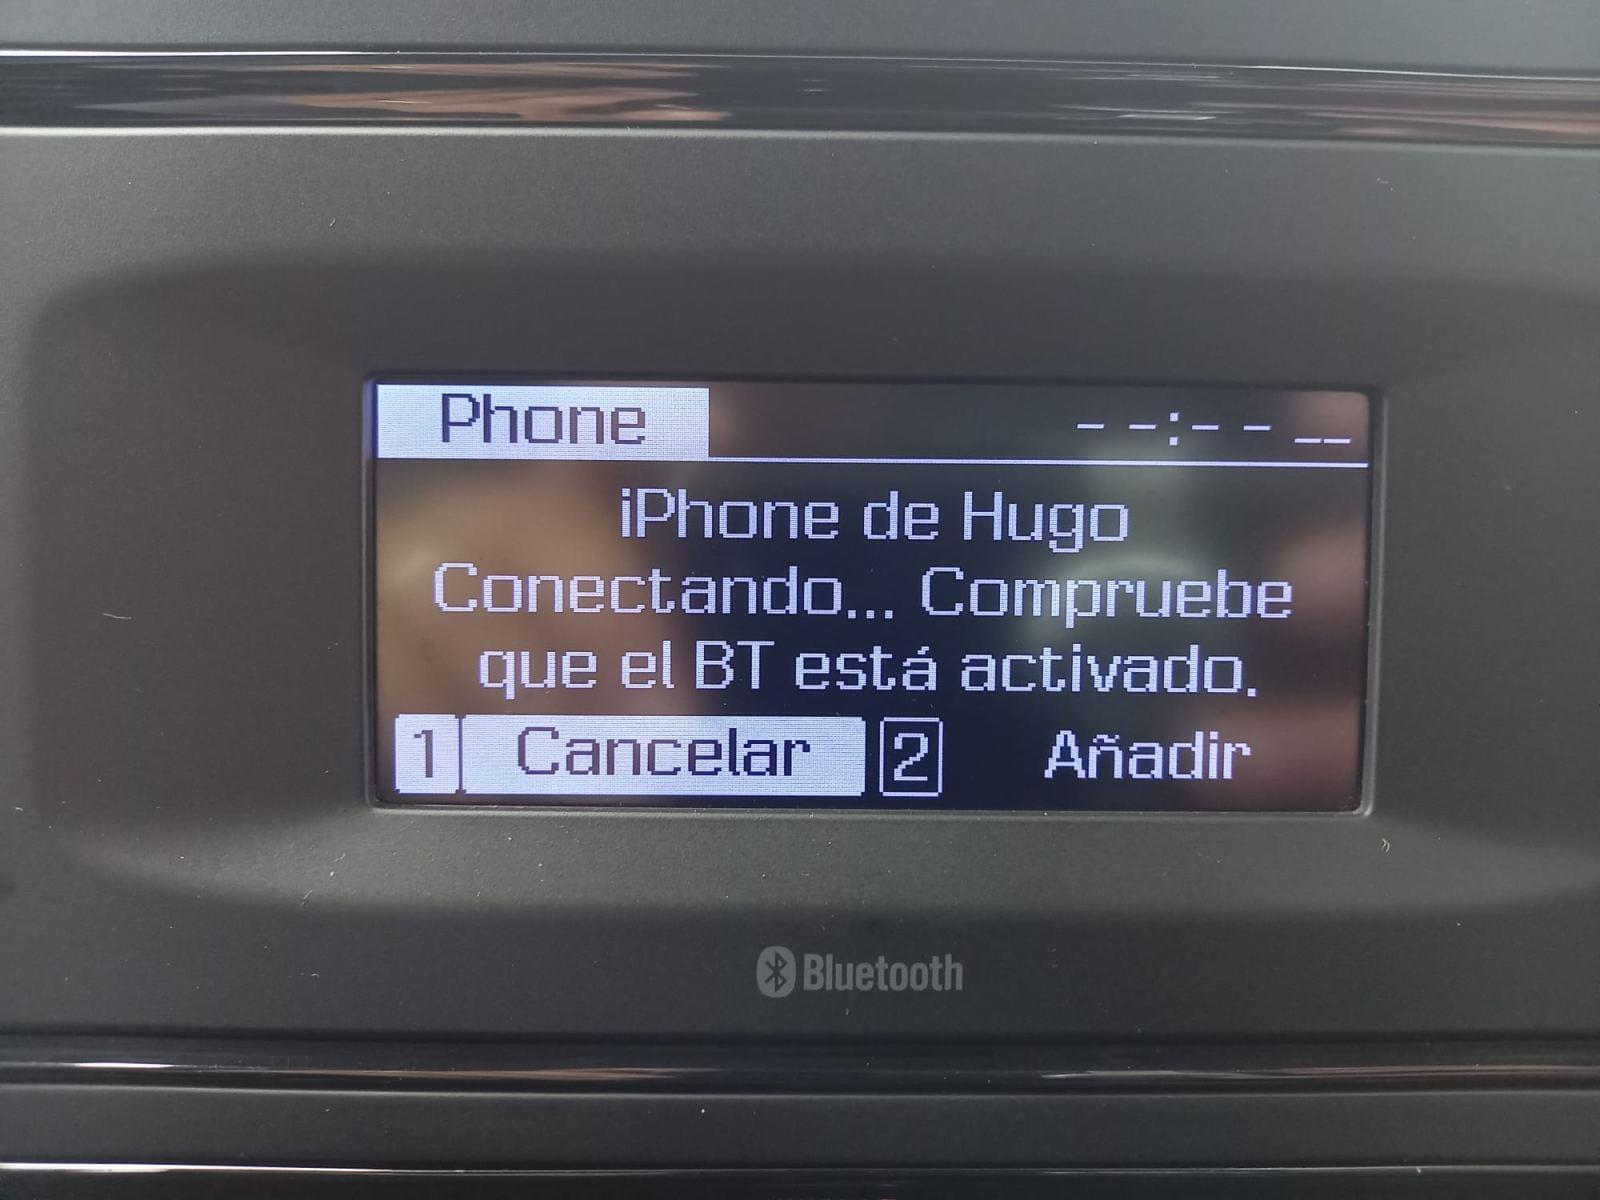 Phone --:-- --
iPhone de Hugo
Conectando... Compruebe
que el BT está activado.
1 Cancelar 2 Añadir
Bluetooth